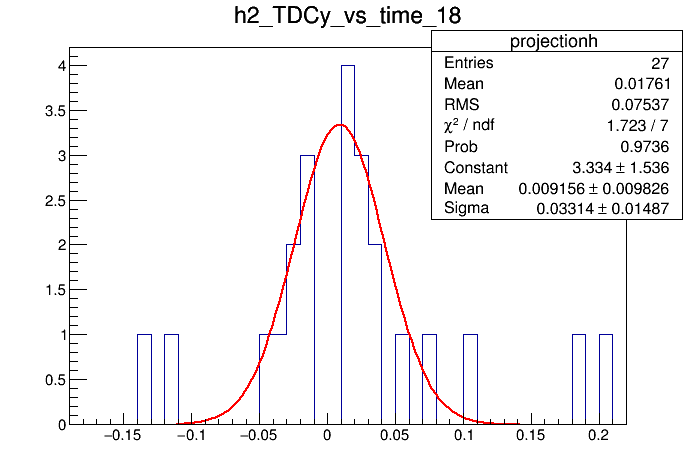 h2_TDCy_vs_time_18
projectionh
Entries 27
Mean 0.01761
RMS 0.07537
χ² / ndf 1.723 / 7
Prob 0.9736
Constant 3.334 ± 1.536
Mean 0.009156 ± 0.009826
Sigma 0.03314 ± 0.01487
4
3.5
3
2.5
2
1.5
1
0.5
0
−0.15 −0.1 −0.05 0 0.05 0.1 0.15 0.2